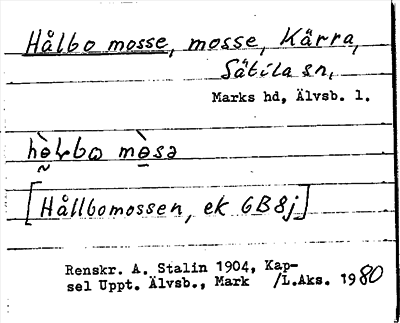 Hålbo mosse, mosse, Kärra,
Sätila sn,
Marks hd, Älvsb. l.
[Hållbomossen, ek 6B8j]
Renskr. A. Stalin 1904, Kap-
sel Uppt. Älvsb., Mark /L.Aks. 1980